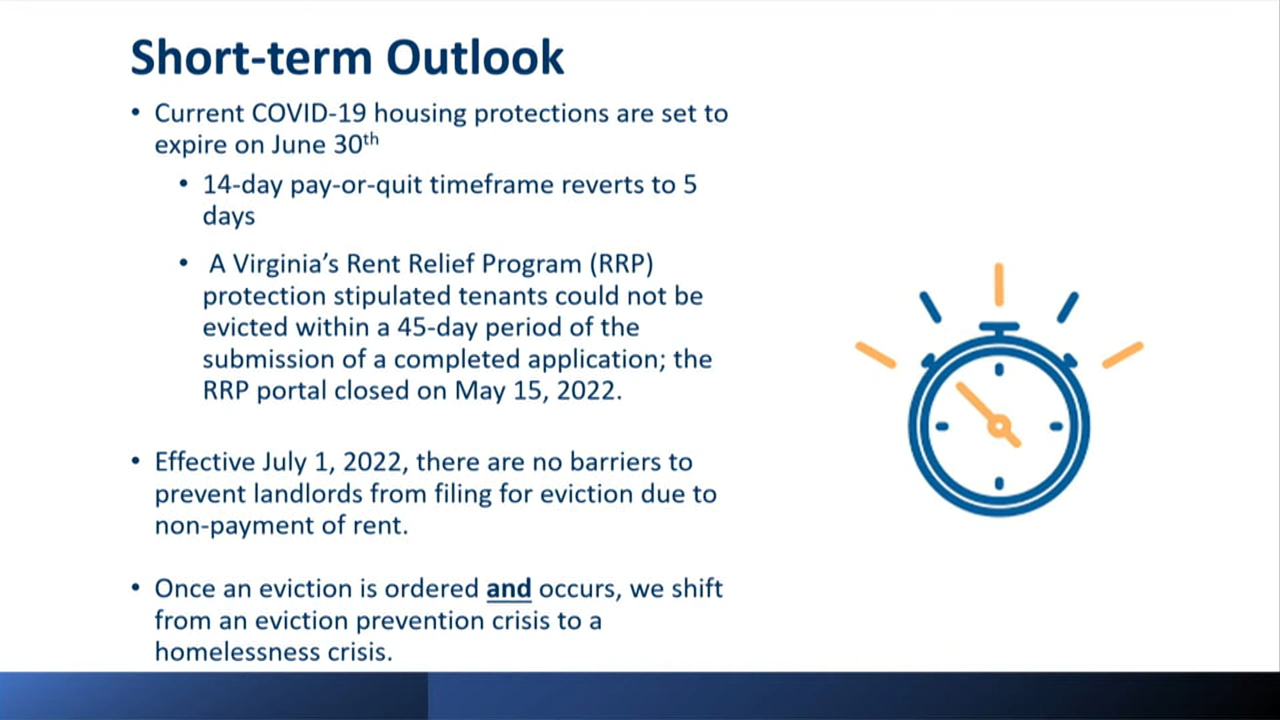 Short-term Outlook
• Current COVID-19 housing protections are set to
expire on June 30th
• 14-day pay-or-quit timeframe reverts to 5
days
• A Virginia’s Rent Relief Program (RRP)
protection stipulated tenants could not be
evicted within a 45-day period of the
submission of a completed application; the
RRP portal closed on May 15, 2022.
• Effective July 1, 2022, there are no barriers to
prevent landlords from filing for eviction due to
non-payment of rent.
• Once an eviction is ordered and occurs, we shift
from an eviction prevention crisis to a
homelessness crisis.